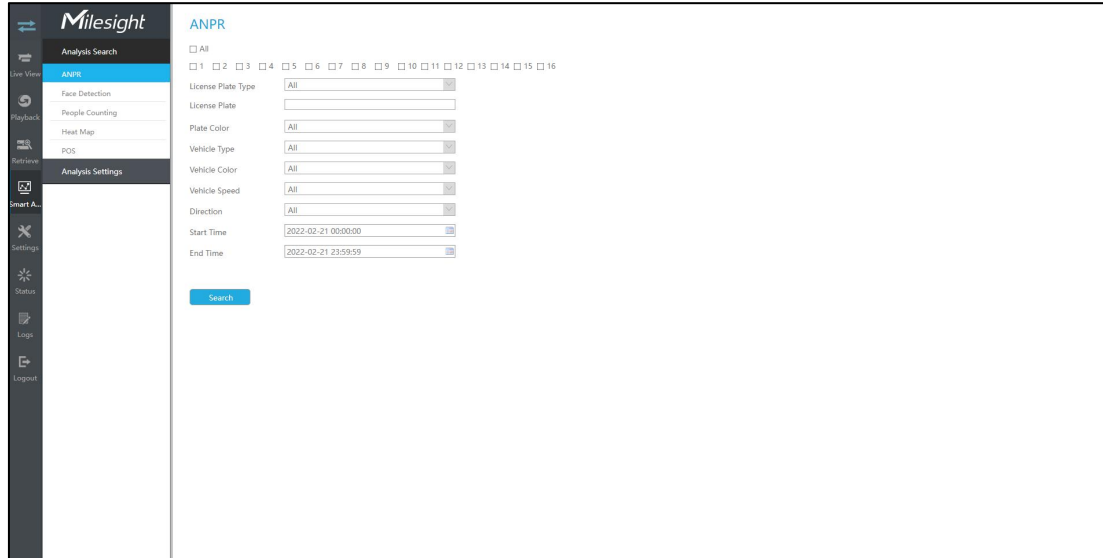 Milesight
Live View
Playback
Retrieve
Smart A...
Settings
Status
Logs
Logout
Analysis Search
ANPR
Face Detection
People Counting
Heat Map
POS
Analysis Settings
ANPR
All
1 2 3 4 5 6 7 8 9 10 11 12 13 14 15 16
License Plate Type All
License Plate
Plate Color All
Vehicle Type All
Vehicle Color All
Vehicle Speed All
Direction All
Start Time 2022-02-21 00:00:00
End Time 2022-02-21 23:59:59
Search